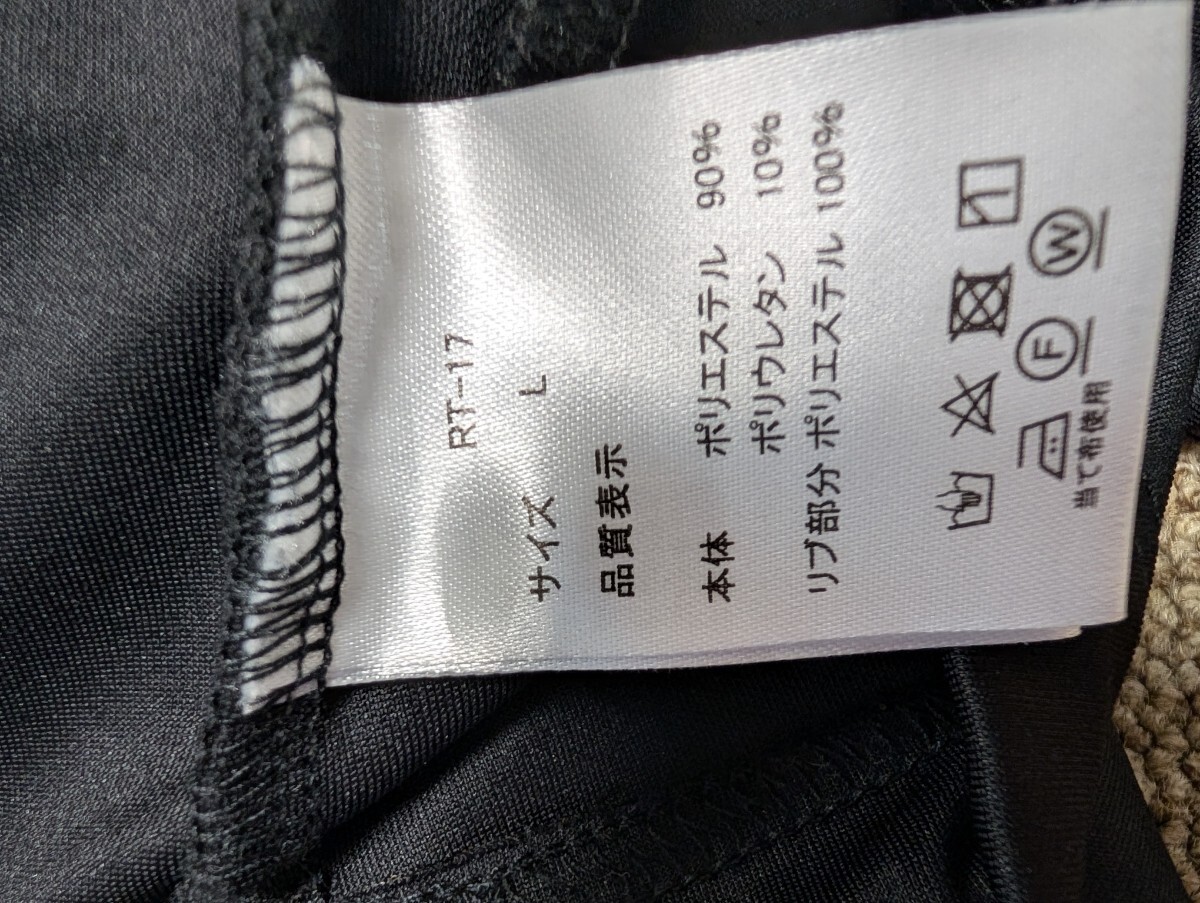 RT-17
サイズ L
品質表示
本体 ポリエステル 90%
ポリウレタン 10%
リブ部分 ポリエステル 100%
F W
当て布使用